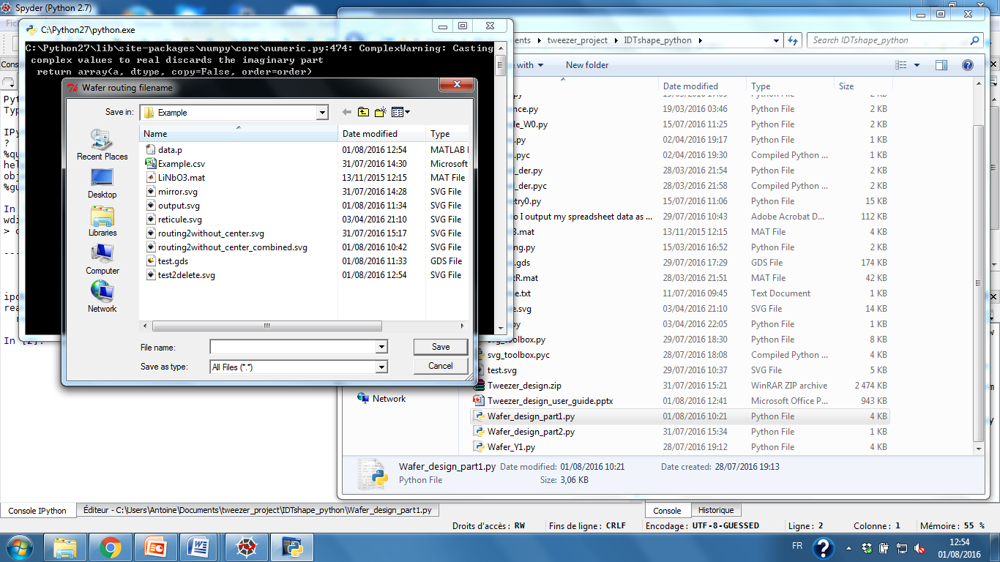 Spyder (Python 2.7)
C:\Python27\python.exe
C:\Python27\lib\site-packages\numpy\core\numeric.py:474: ComplexWarning: Casting
complex values to real discards the imaginary part
return array(a, dtype, copy=False, order=order)
Wafer routing filename
Save in: Example
Name Date modified Type
data.p 01/08/2016 12:54 MATLAB
Example.csv 31/07/2016 14:30 Microsoft
LiNbO3.mat 13/11/2015 12:15 MAT File
mirror.svg 31/07/2016 14:28 SVG File
output.svg 01/08/2016 11:34 SVG File
reticule.svg 03/04/2016 21:10 SVG File
routing2without_center.svg 31/07/2016 15:17 SVG File
routing2without_center_combined.svg 01/08/2016 10:42 SVG File
test.gds 01/08/2016 11:33 GDS File
test2delete.svg 01/08/2016 12:54 SVG File
Recent Places
Desktop
Libraries
Computer
Network
File name: Save
Save as type: All Files (*.*) Cancel
In [2]:
tweezer_project IDTshape_python Search IDTshape_python
with New folder
Date modified Type Size
.py 15/03/2016 17:05 Python File 2 KB
nce.py 19/03/2016 03:46 Python File 2 KB
le_W0.py 15/07/2016 11:25 Python File 2 KB
.py 02/04/2016 19:17 Python File 1 KB
.pyc 02/04/2016 19:30 Compiled Python ... 1 KB
_der.py 28/03/2016 21:54 Python File 2 KB
_der.pyc 28/03/2016 21:58 Compiled Python ... 2 KB
etry0.py 15/07/2016 11:06 Python File 15 KB
o I output my spreadsheet data as ... 29/07/2016 10:43 Adobe Acrobat D... 112 KB
3.mat 13/11/2015 12:15 MAT File 4 KB
ng.py 15/03/2016 16:52 Python File 2 KB
.gds 29/07/2016 17:29 GDS File 174 KB
tR.mat 28/03/2016 21:51 MAT File 42 KB
e.txt 11/07/2016 09:45 Text Document 1 KB
e.svg 03/04/2016 21:10 SVG File 14 KB
.py 03/04/2016 22:05 Python File 1 KB
svg_toolbox.py 29/07/2016 18:30 Python File 8 KB
svg_toolbox.pyc 28/07/2016 18:08 Compiled Python ... 4 KB
test.svg 29/07/2016 10:37 SVG File 5 KB
Tweezer_design.zip 31/07/2016 15:21 WinRAR ZIP archive 2 474 KB
Tweezer_design_user_guide.pptx 01/08/2016 12:41 Microsoft Office P... 943 KB
Wafer_design_part1.py 01/08/2016 10:21 Python File 4 KB
Wafer_design_part2.py 31/07/2016 15:34 Python File 1 KB
Wafer_Y1.py 28/07/2016 19:12 Python File 4 KB
Network
Wafer_design_part1.py Date modified: 01/08/2016 10:21 Date created: 28/07/2016 19:13
Python File Size: 3,06 KB
Console IPython Éditeur - C:\Users\Antoine\Documents\tweezer_project\IDTshape_python\Wafer_design_part1.py Console Historique
Droits d'accès : RW Fins de ligne : CRLF Encodage : UTF-8-GUESSED Ligne : 2 Colonne : 1 Mémoire : 55 %
FR 12:54
01/08/2016